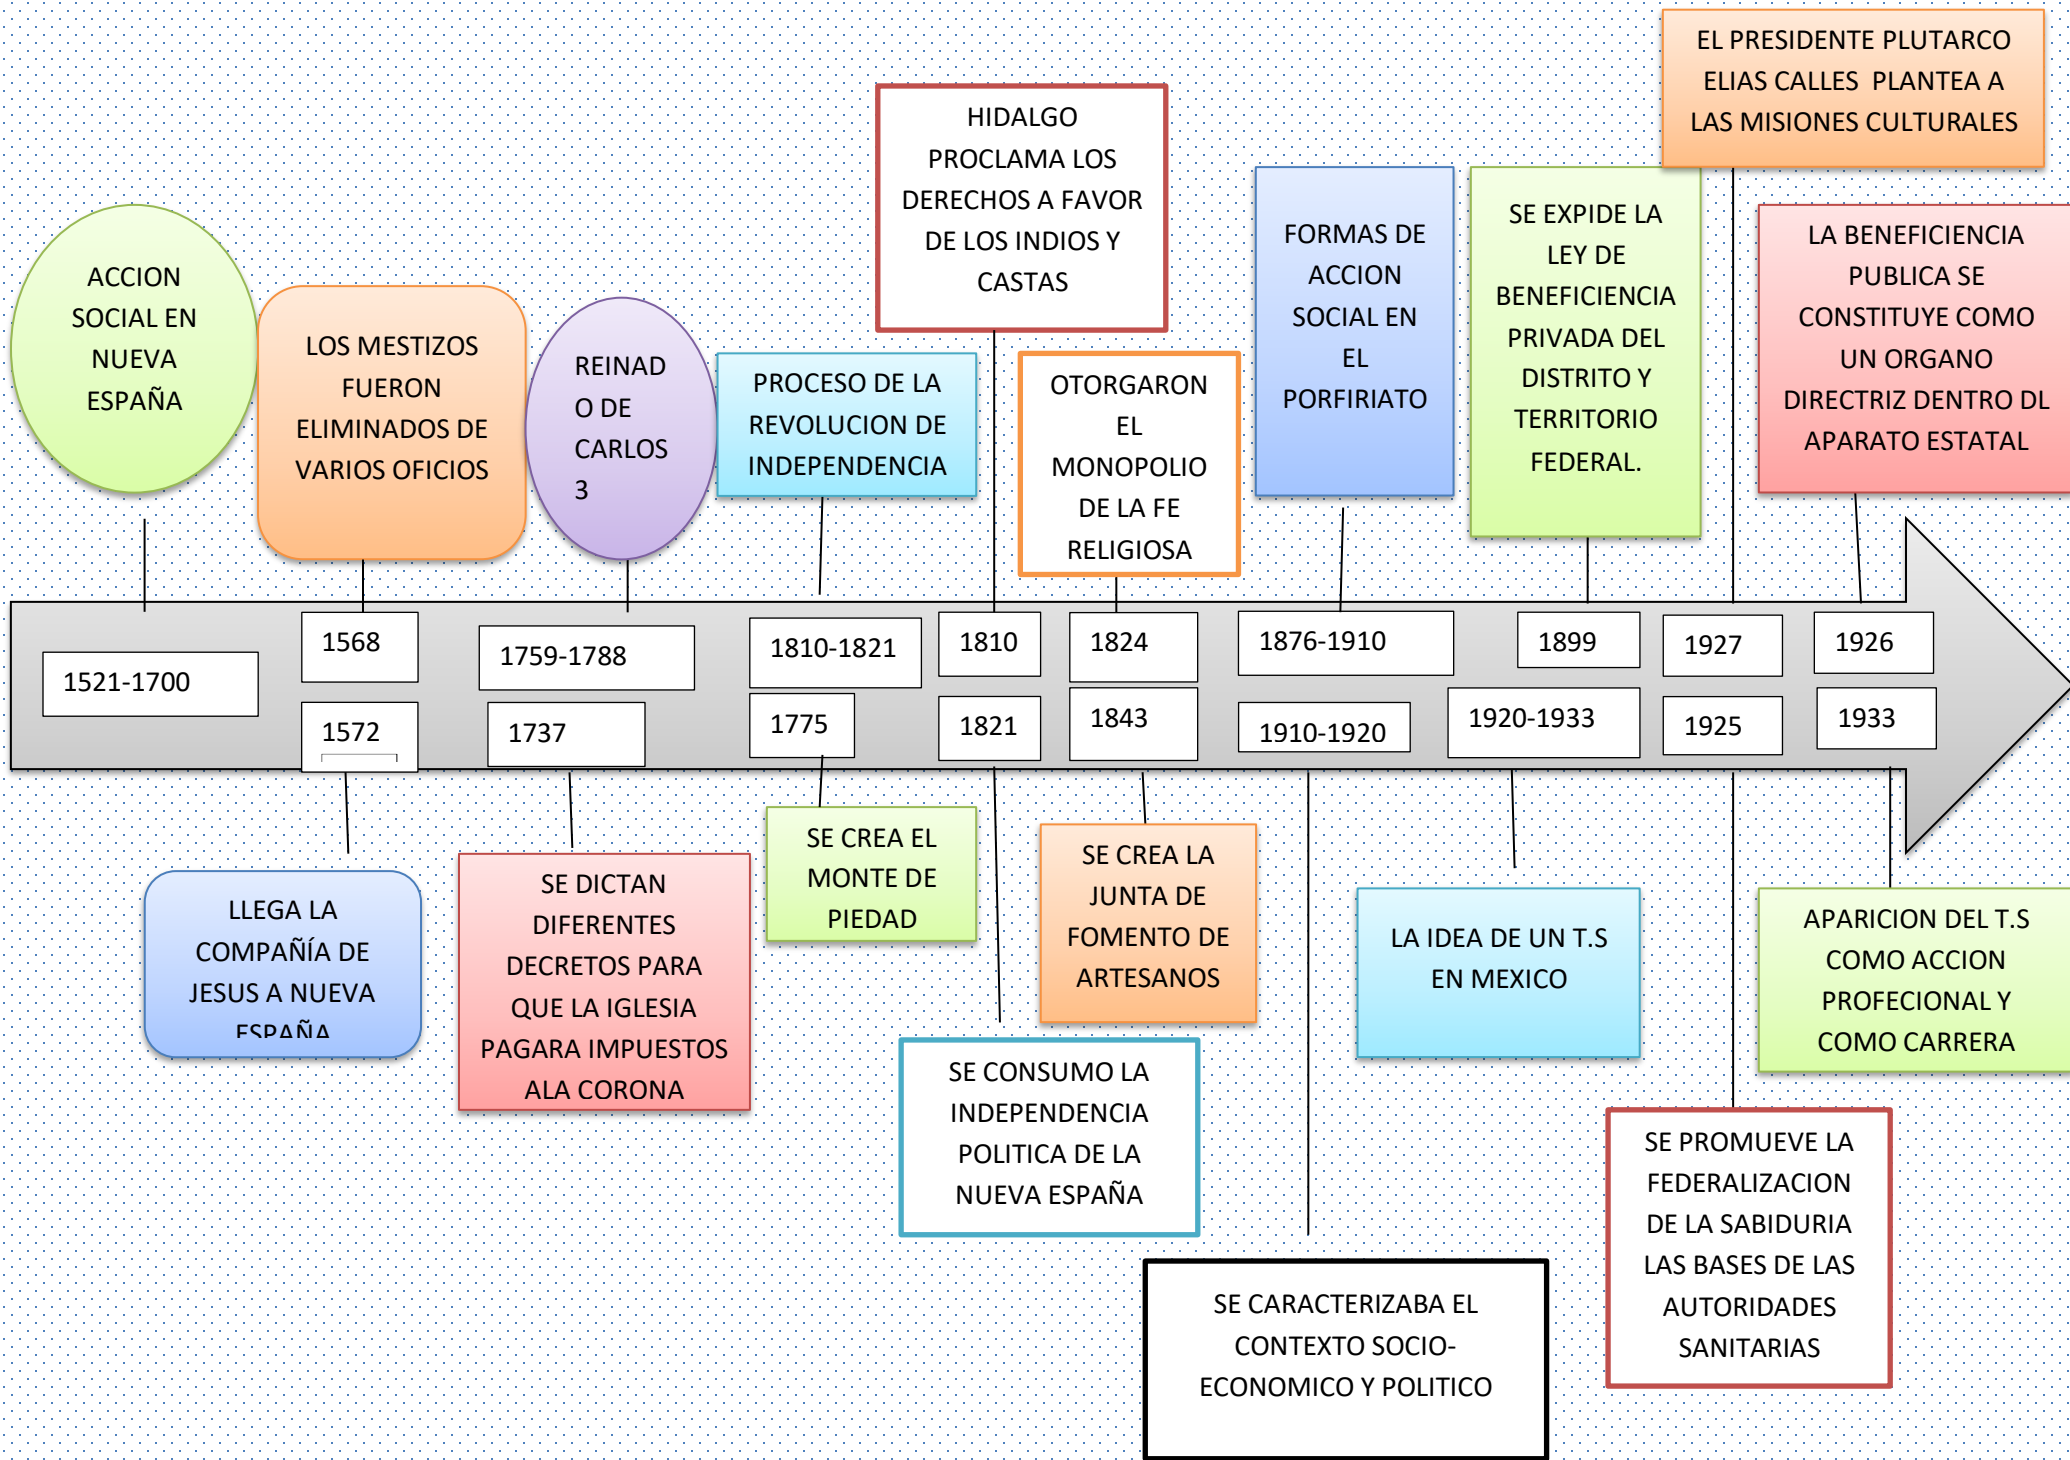 EL PRESIDENTE PLUTARCO
ELIAS CALLES  PLANTEA A
LAS MISIONES CULTURALES
HIDALGO
PROCLAMA LOS
DERECHOS A FAVOR
DE LOS INDIOS Y
CASTAS
ACCION
SOCIAL EN
NUEVA
ESPAÑA
LOS MESTIZOS
FUERON
ELIMINADOS DE
VARIOS OFICIOS
REINAD
O DE
CARLOS
3
PROCESO DE LA
REVOLUCION DE
INDEPENDENCIA
OTORGARON
EL
MONOPOLIO
DE LA FE
RELIGIOSA
FORMAS DE
ACCION
SOCIAL EN
EL
PORFIRIATO
SE EXPIDE LA
LEY DE
BENEFICIENCIA
PRIVADA DEL
DISTRITO Y
TERRITORIO
FEDERAL.
LA BENEFICIENCIA
PUBLICA SE
CONSTITUYE COMO
UN ORGANO
DIRECTRIZ DENTRO DL
APARATO ESTATAL
1521-1700
1568
1759-1788
1810-1821
1810
1824
1876-1910
1899
1927
1926
1572
1737
1775
1821
1843
1910-1920
1920-1933
1925
1933
LLEGA LA
COMPAÑÍA DE
JESUS A NUEVA
ESPAÑA
SE DICTAN
DIFERENTES
DECRETOS PARA
QUE LA IGLESIA
PAGARA IMPUESTOS
ALA CORONA
SE CREA EL
MONTE DE
PIEDAD
SE CONSUMO LA
INDEPENDENCIA
POLITICA DE LA
NUEVA ESPAÑA
SE CREA LA
JUNTA DE
FOMENTO DE
ARTESANOS
SE CARACTERIZABA EL
CONTEXTO SOCIO-
ECONOMICO Y POLITICO
LA IDEA DE UN T.S
EN MEXICO
SE PROMUEVE LA
FEDERALIZACION
DE LA SABIDURIA
LAS BASES DE LAS
AUTORIDADES
SANITARIAS
APARICION DEL T.S
COMO ACCION
PROFECIONAL Y
COMO CARRERA